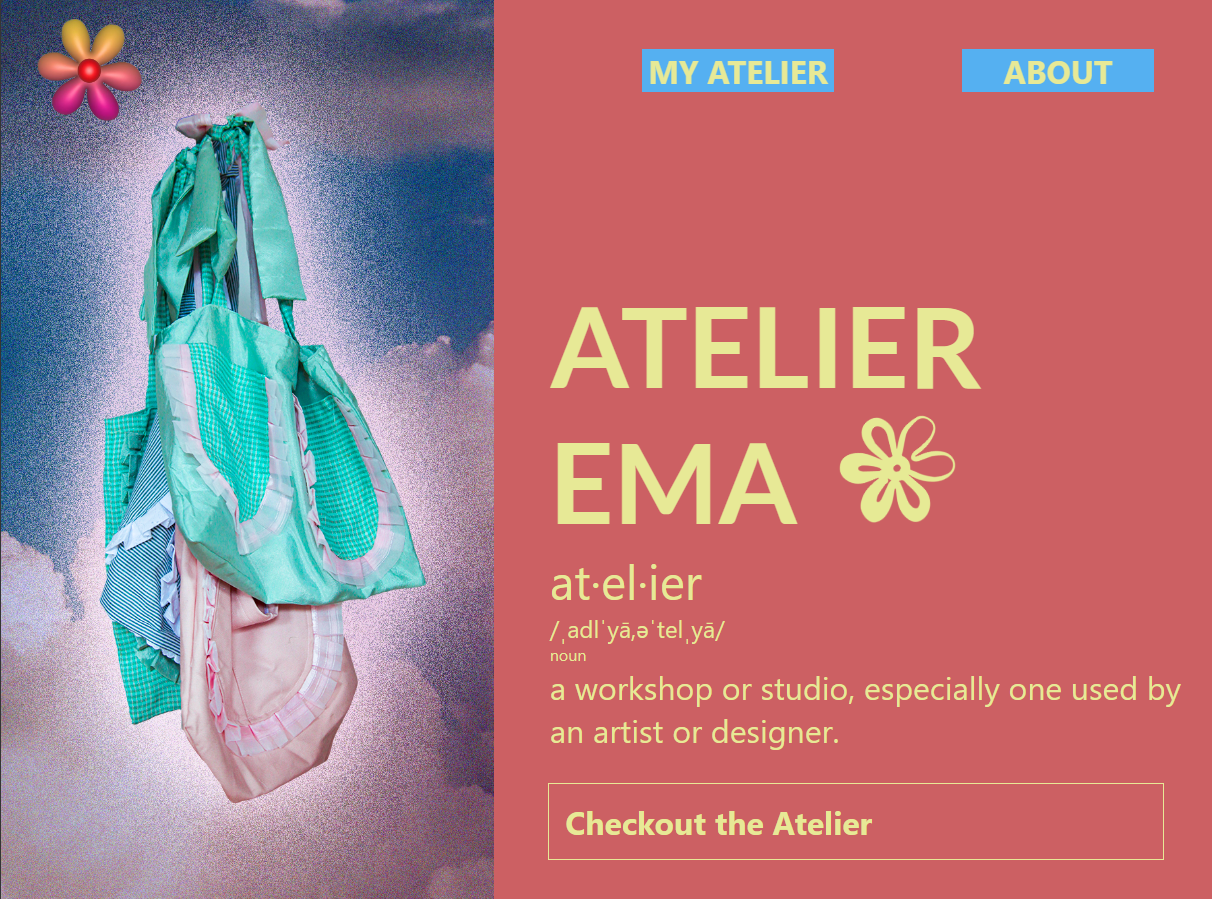 MY ATELIER
ABOUT
ATELIER
EMA
at·el·ier
/ˌadlˈyā,əˈtelˌyā/
noun
a workshop or studio, especially one used by
an artist or designer.
Checkout the Atelier